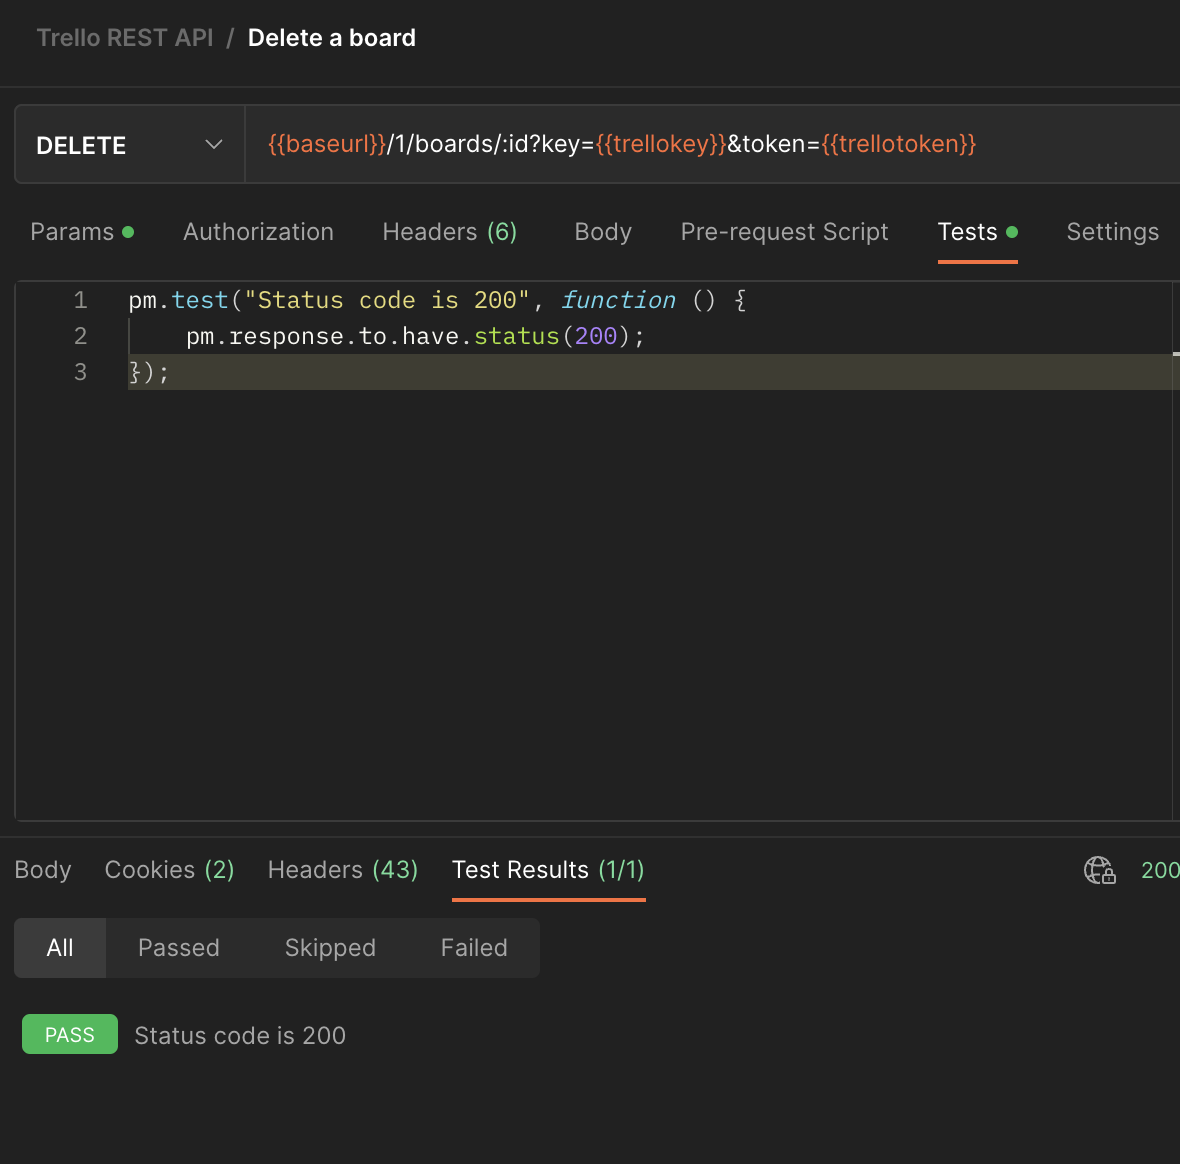 Trello REST API / Delete a board
DELETE {{baseurl}}/1/boards/:id?key={{trellokey}}&token={{trellotoken}}
Params Authorization Headers (6) Body Pre-request Script Tests Settings
1 pm.test("Status code is 200", function () {
2 pm.response.to.have.status(200);
3 });
Body Cookies (2) Headers (43) Test Results (1/1) 200
All Passed Skipped Failed
PASS Status code is 200